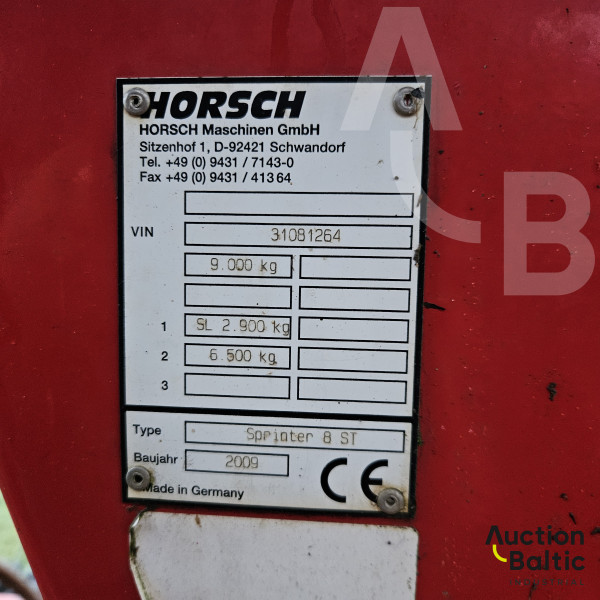 A
B
HORSCH
HORSCH Maschinen GmbH
Sitzenhof 1, D-92421 Schwandorf
Tel. +49 (0) 9431 / 7143-0
Fax +49 (0) 9431 / 41364
VIN 31081264
9.000 kg
1 SL 2.900 kg
2 6.500 kg
3
Type Sprinter 8 ST
Baujahr 2009
CE
Made in Germany
Auction
Baltic